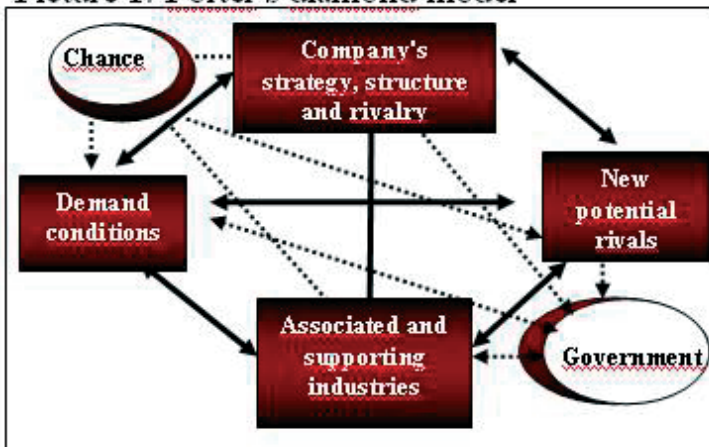 Picture 1. Porter's diamond model
Chance
Company's
strategy, structure
and rivalry
Demand
conditions
New
potential
rivals
Associated and
supporting
industries
Government